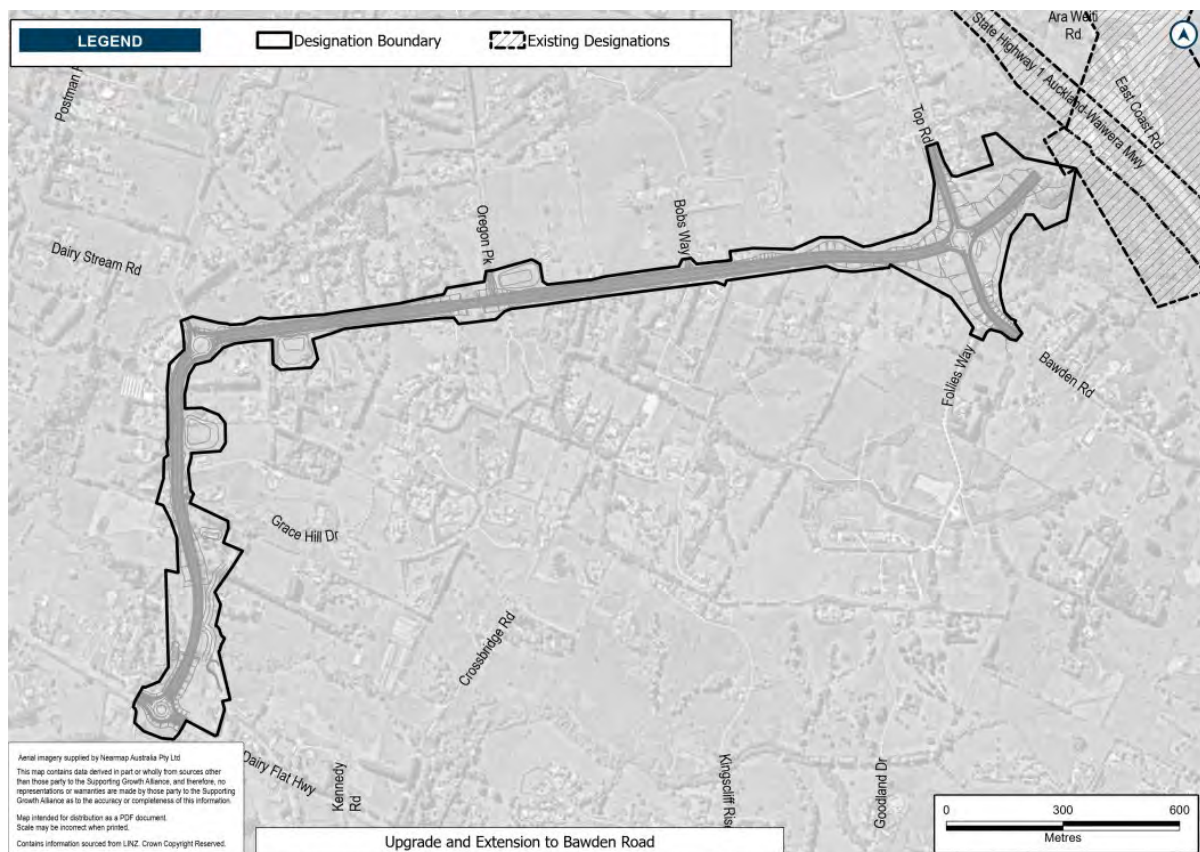 LEGEND
Designation Boundary
Existing Designations
Ara Weiti
Rd
State Highway 1 Auckland-Waiwera Mwy
East Coast Rd
Postman
Top Rd
Oregon Pk
Bobs Way
Dairy Stream Rd
Follies Way
Bawden Rd
Grace Hill Dr
Crossbridge Rd
Dairy Flat Hwy
Kennedy
Rd
Kingscliff Rise
Goodland Dr
Aerial imagery supplied by Nearmap Australia Pty Ltd
This map contains data derived in part or wholly from sources other
than those party to the Supporting Growth Alliance, and therefore, no
representations or warranties are made by those party to the Supporting
Growth Alliance as to the accuracy or completeness of this information.
Map intended for distribution as a PDF document.
Scale may be incorrect when printed.
Contains information sourced from LINZ. Crown Copyright Reserved.
Upgrade and Extension to Bawden Road
0 300 600
Metres